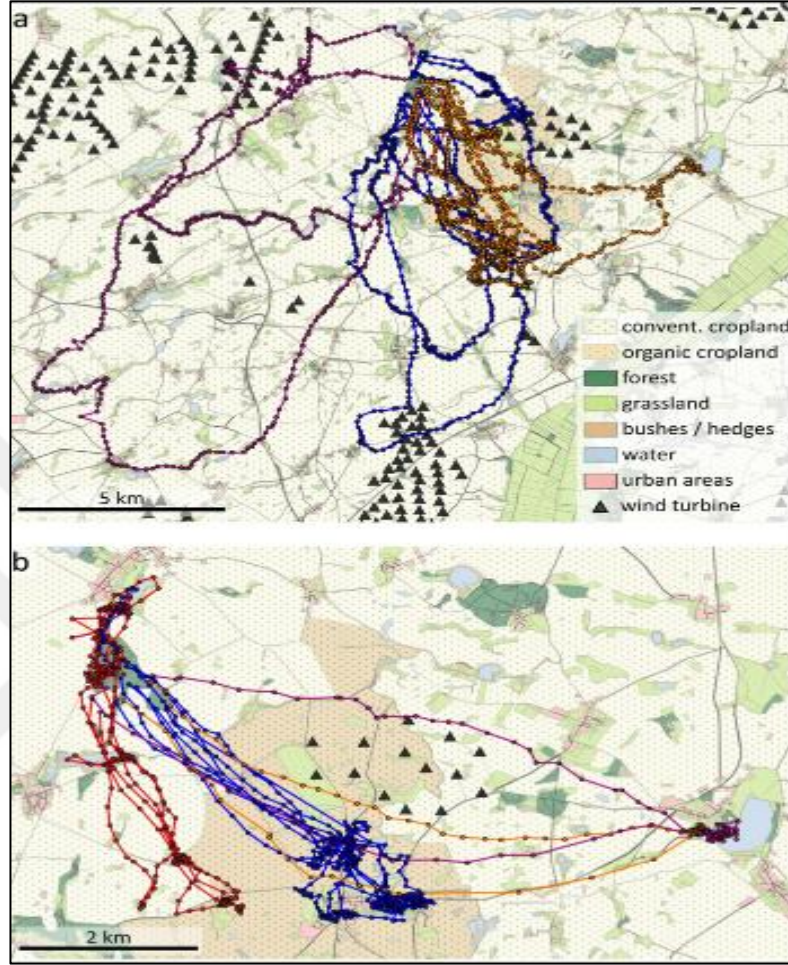 a
convent. cropland
organic cropland
forest
grassland
bushes / hedges
water
urban areas
wind turbine
5 km
b
2 km